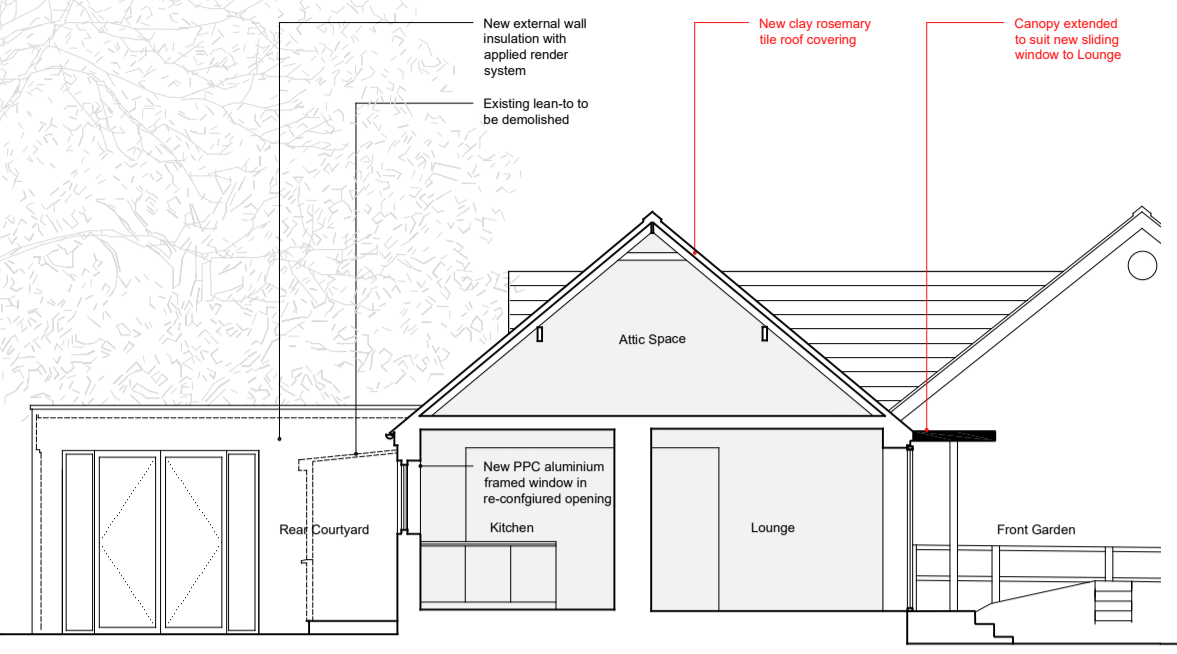 New external wall
insulation with
applied render
system
Existing lean-to to
be demolished
New clay rosemary
tile roof covering
Canopy extended
to suit new sliding
window to Lounge
Attic Space
New PPC aluminium
framed window in
re-confgiured opening
Rear Courtyard
Kitchen
Lounge
Front Garden